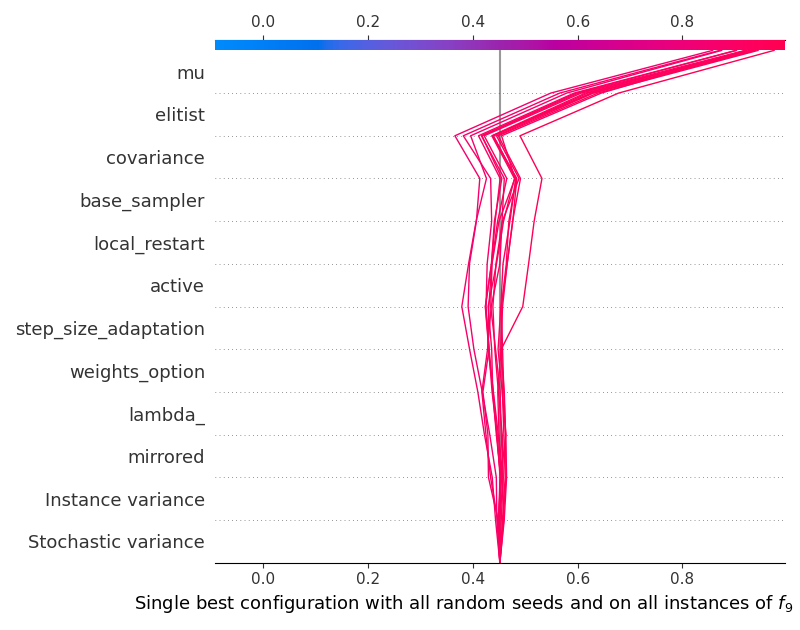 0.0 0.2 0.4 0.6 0.8
mu
elitist
covariance
base_sampler
local_restart
active
step_size_adaptation
weights_option
lambda_
mirrored
Instance variance
Stochastic variance
0.0 0.2 0.4 0.6 0.8
Single best configuration with all random seeds and on all instances of f₉